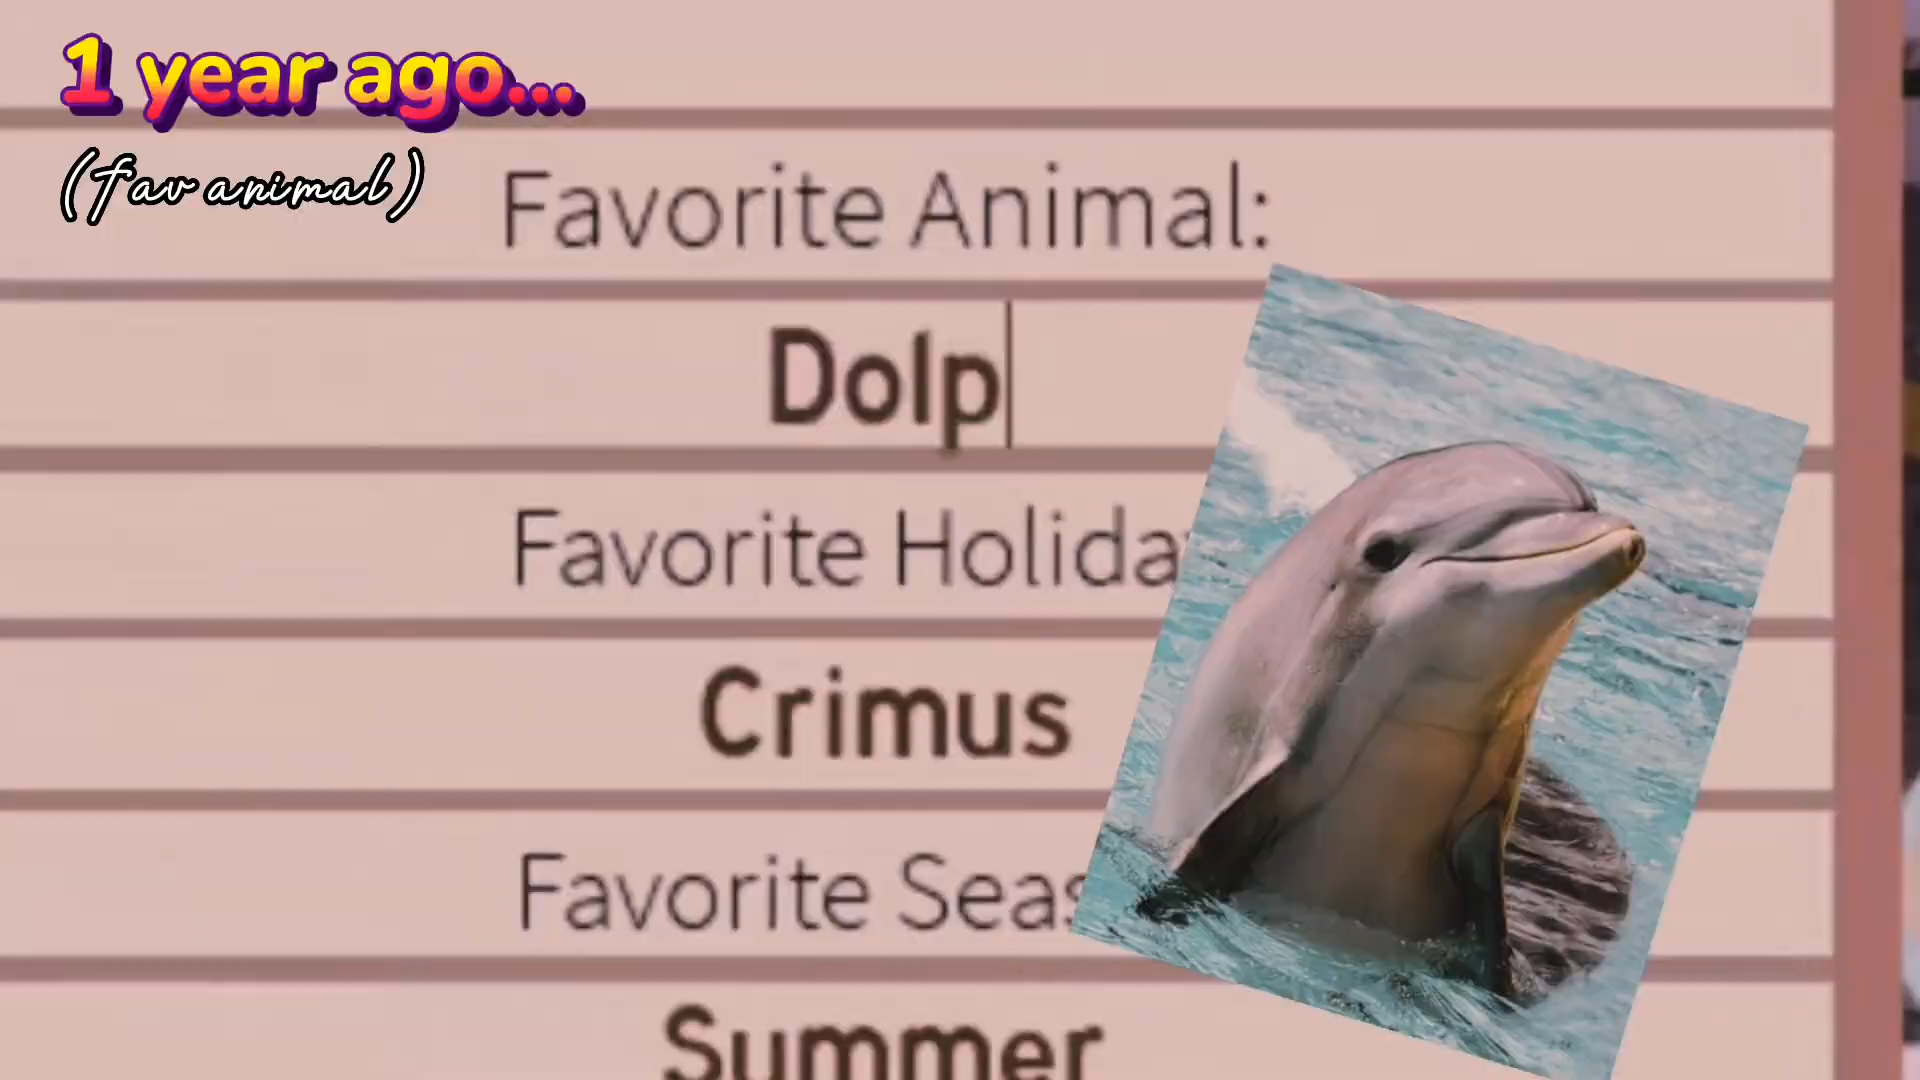 1 year ago...
(fav animal)
Favorite Animal:
Dolp
Favorite Holida
Crimus
Favorite Seas
Summer